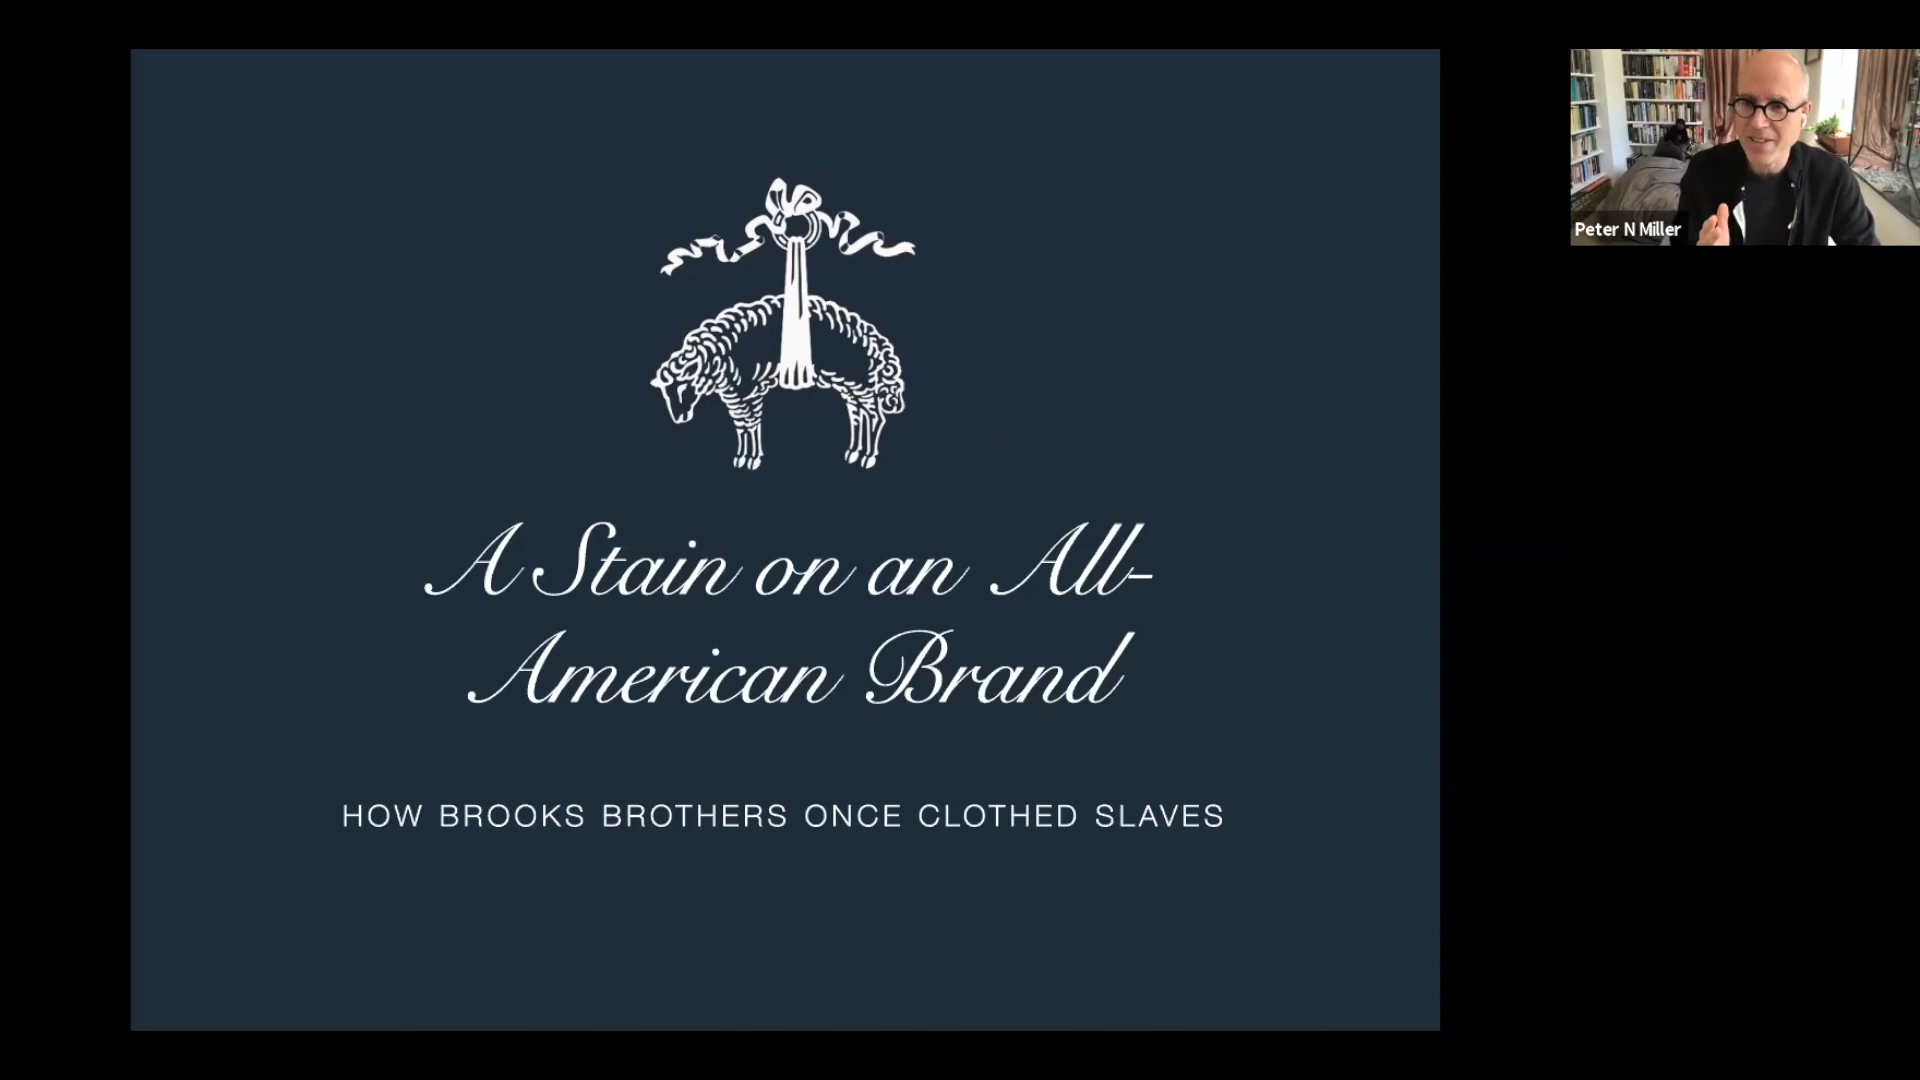 A Stain on an All-
American Brand
HOW BROOKS BROTHERS ONCE CLOTHED SLAVES
Peter N Miller